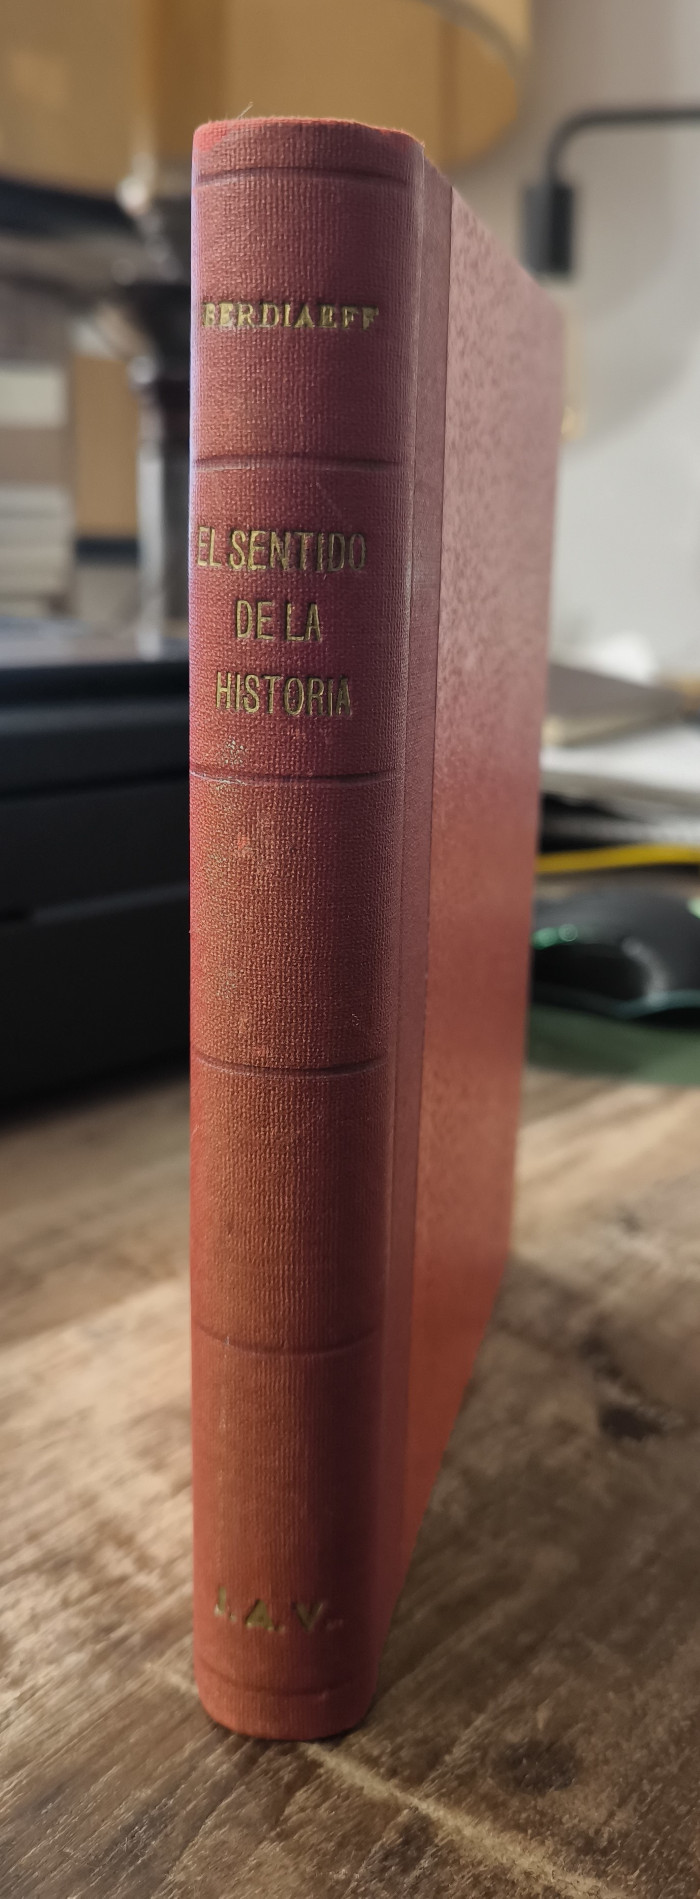 BERDIAEFF
EL SENTIDO
DE LA
HISTORIA
J. A. V.